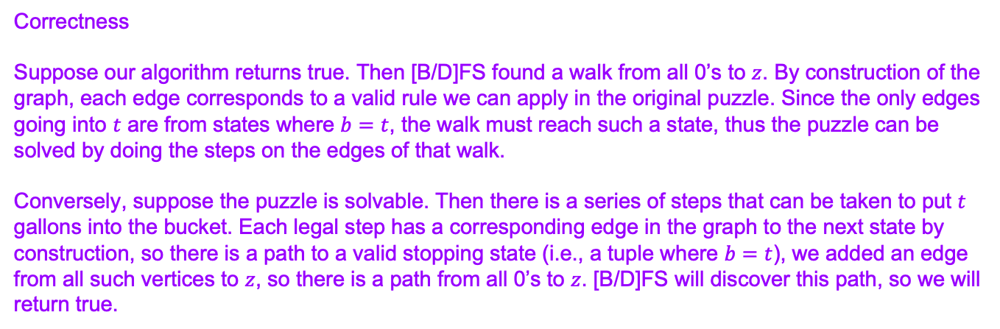 Correctness
Suppose our algorithm returns true. Then [B/D]FS found a walk from all 0’s to z. By construction of the
graph, each edge corresponds to a valid rule we can apply in the original puzzle. Since the only edges
going into t are from states where b = t, the walk must reach such a state, thus the puzzle can be
solved by doing the steps on the edges of that walk.
Conversely, suppose the puzzle is solvable. Then there is a series of steps that can be taken to put t
gallons into the bucket. Each legal step has a corresponding edge in the graph to the next state by
construction, so there is a path to a valid stopping state (i.e., a tuple where b = t), we added an edge
from all such vertices to z, so there is a path from all 0’s to z. [B/D]FS will discover this path, so we will
return true.